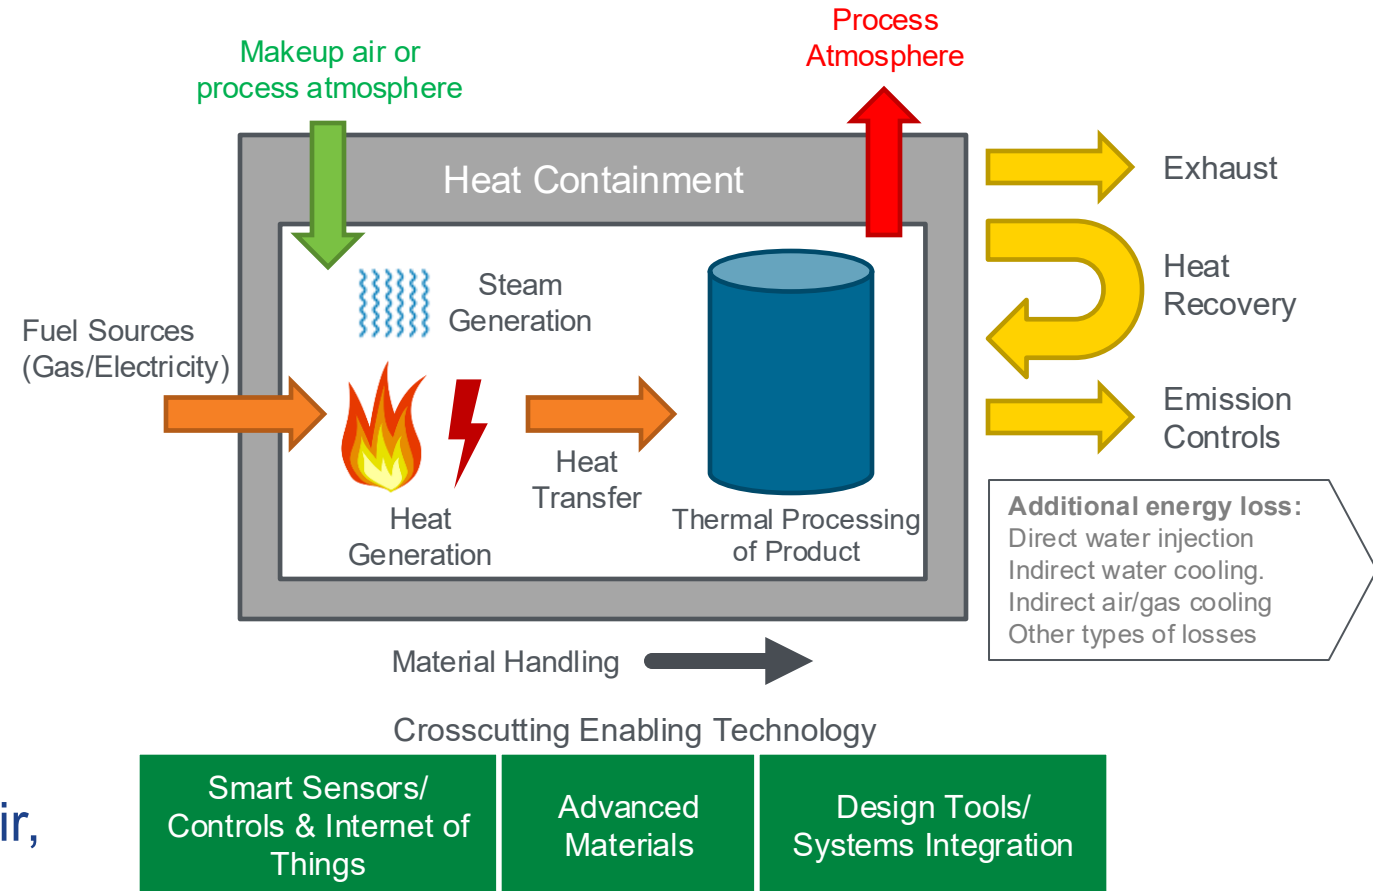 Process
Atmosphere
Makeup air or
process atmosphere
Heat Containment
Exhaust
Steam
Generation
Heat
Recovery
Fuel Sources
(Gas/Electricity)
Emission
Controls
Heat
Transfer
Heat
Generation
Thermal Processing
of Product
Additional energy loss:
Direct water injection
Indirect water cooling.
Indirect air/gas cooling
Other types of losses
Material Handling
Crosscutting Enabling Technology
Smart Sensors/
Controls & Internet of
Things
Advanced
Materials
Design Tools/
Systems Integration
ir,